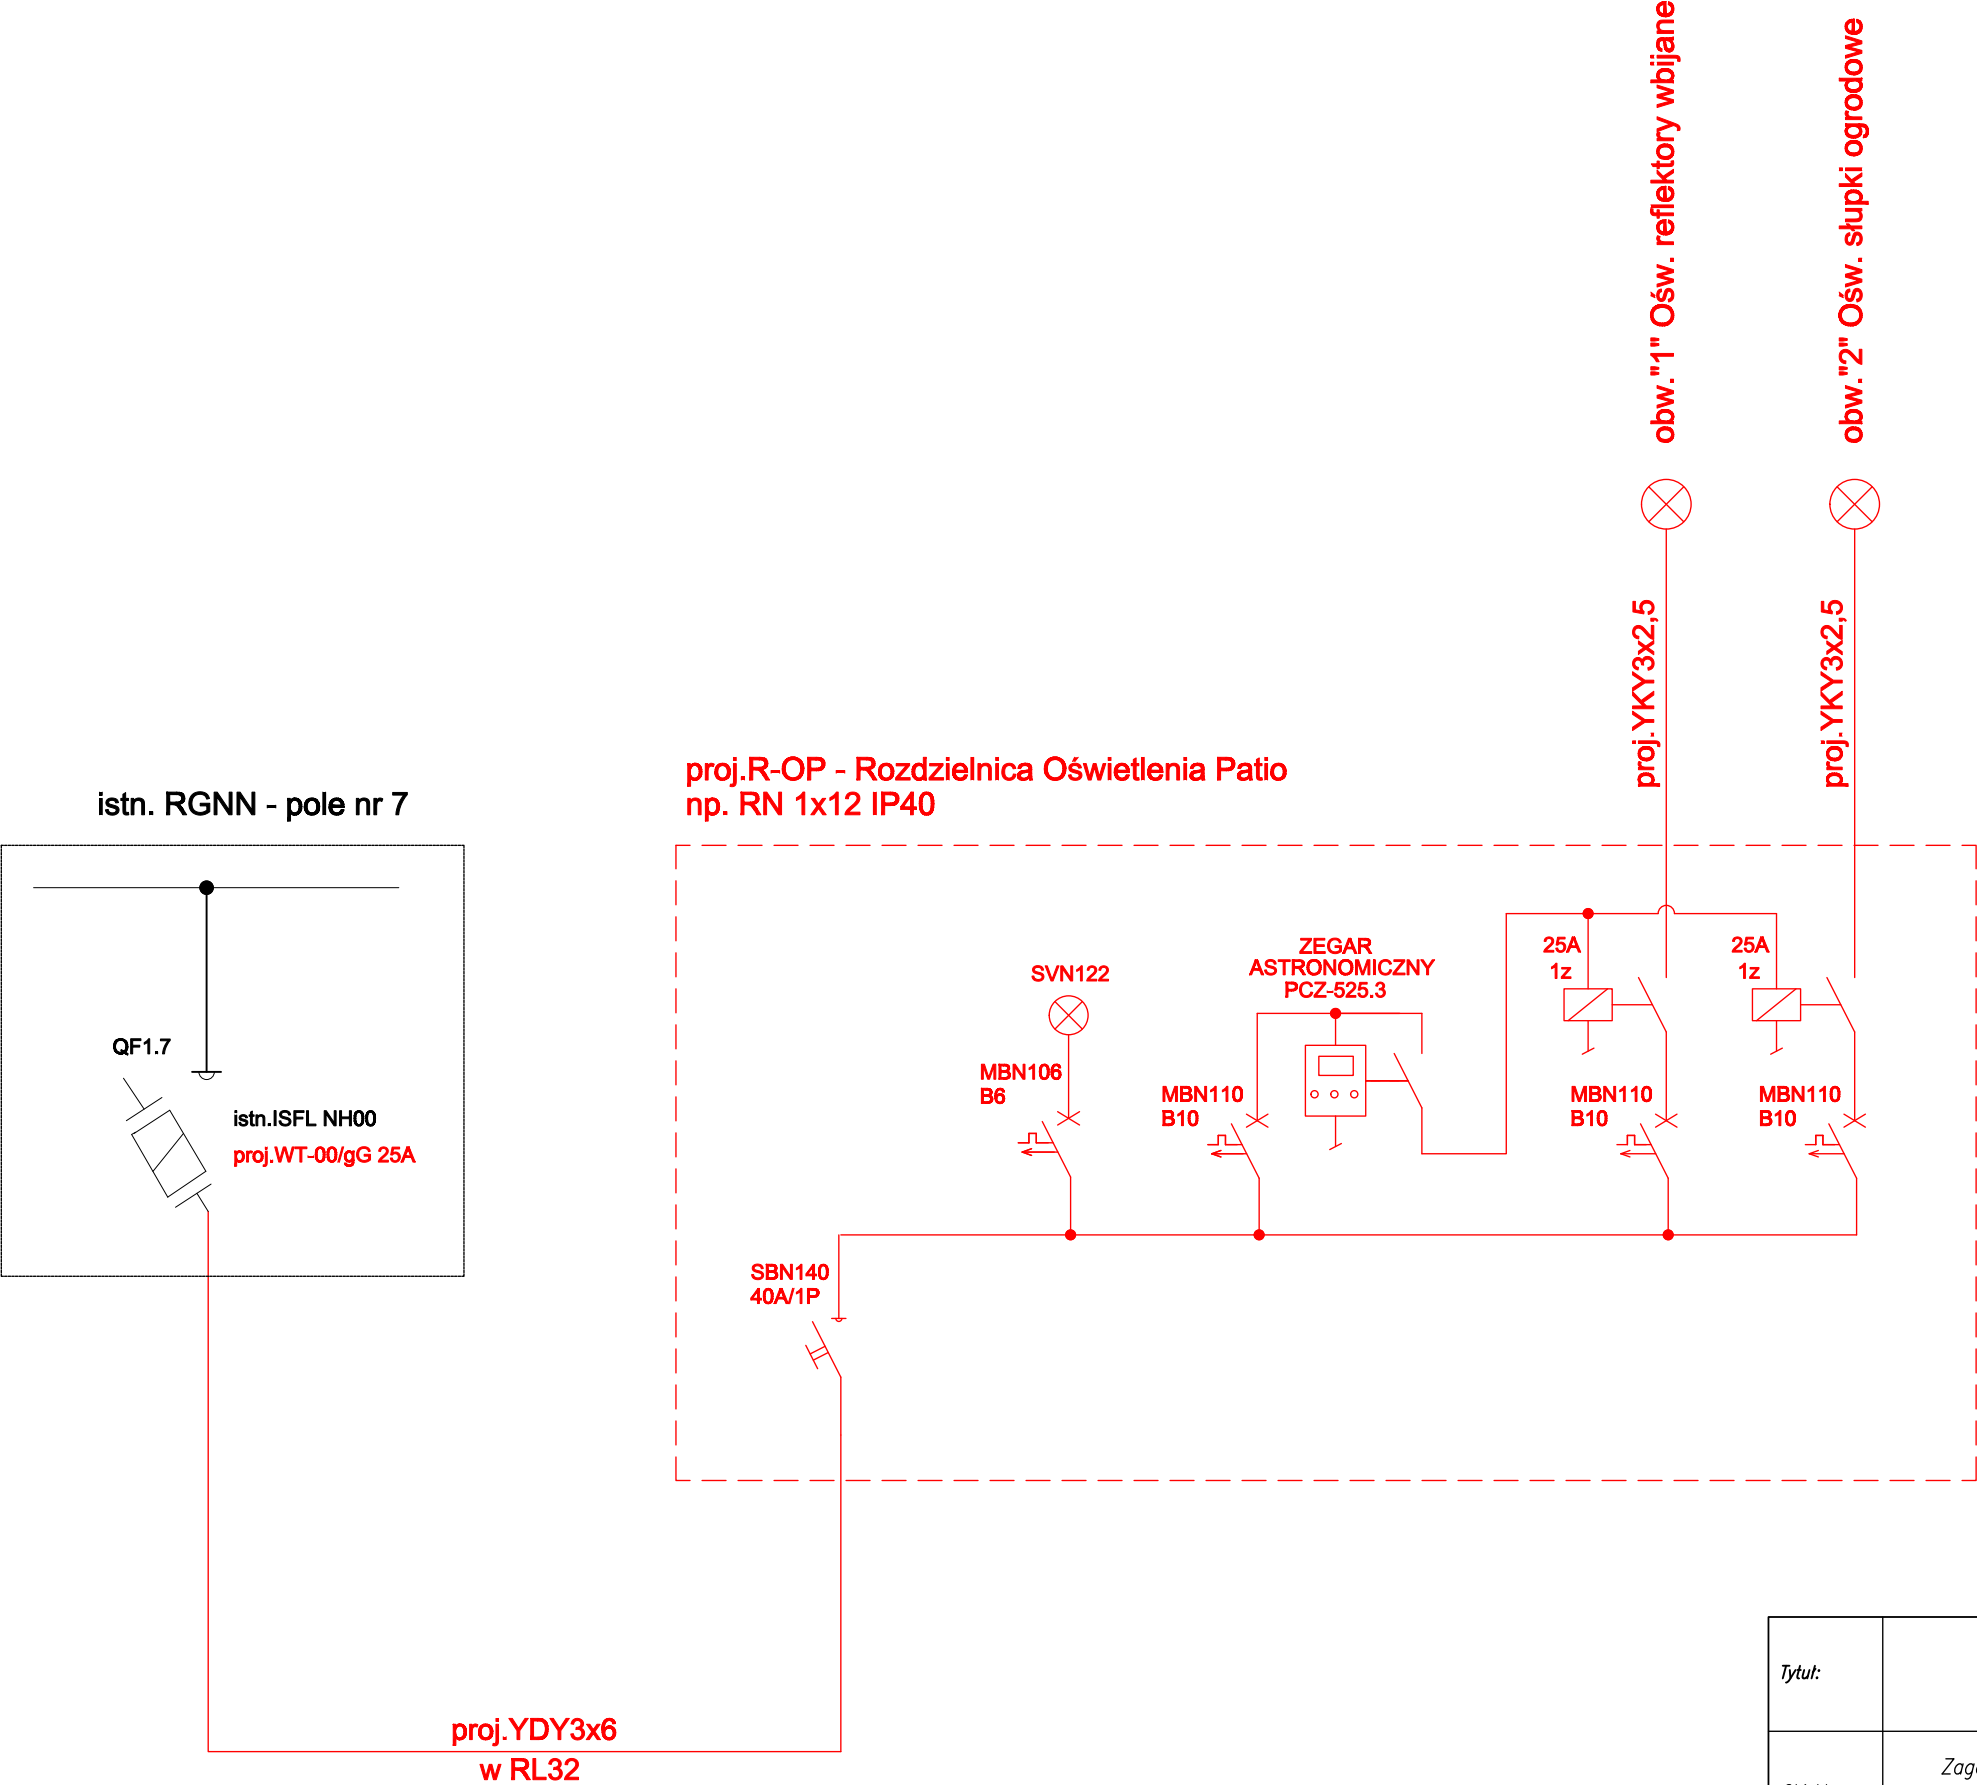 obw."1" Ośw. reflektory wbijane
obw."2" Ośw. słupki ogrodowe
proj.YKY3x2,5
proj.YKY3x2,5
proj.R-OP - Rozdzielnica Oświetlenia Patio
np. RN 1x12 IP40
istn. RGNN - pole nr 7
QF1.7
istn.ISFL NH00
proj.WT-00/gG 25A
SVN122
MBN106
B6
ZEGAR
ASTRONOMICZNY
PCZ-525.3
MBN110
B10
25A
1z
25A
1z
MBN110
B10
MBN110
B10
SBN140
40A/1P
proj.YDY3x6
w RL32
Tytuł: